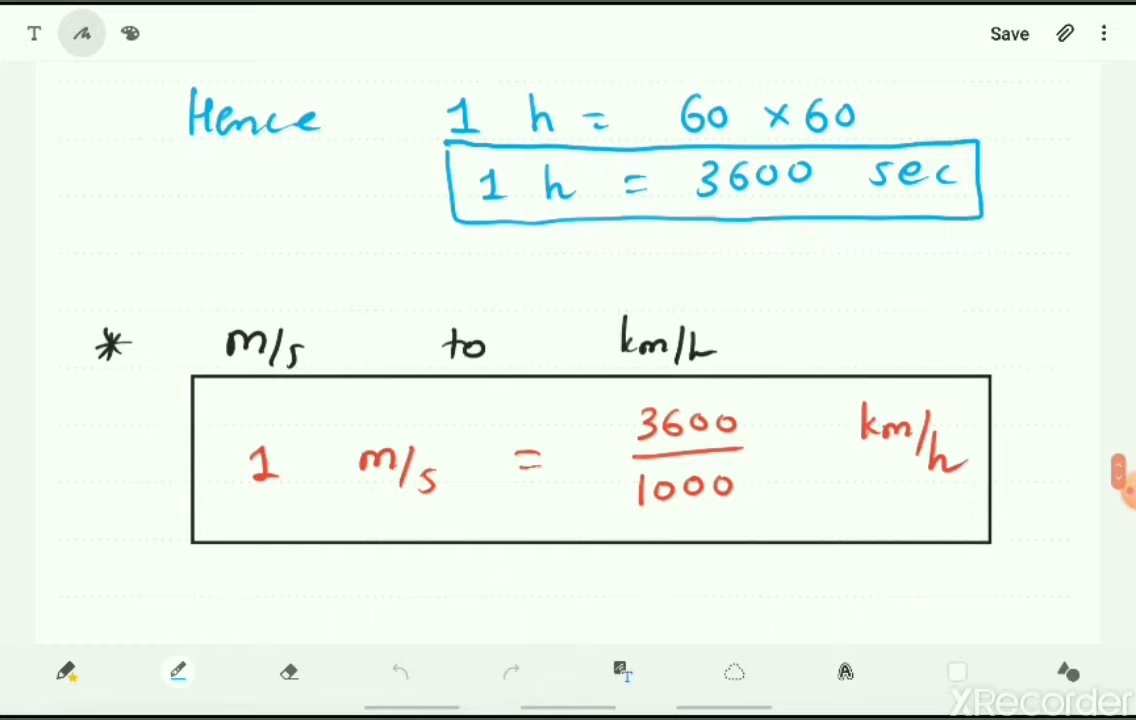 T Save
Hence 1 h = 60 × 60
1 h = 3600 sec
* m/s to km/h
1 m/s = 3600/1000 km/h
T A
XRecorder